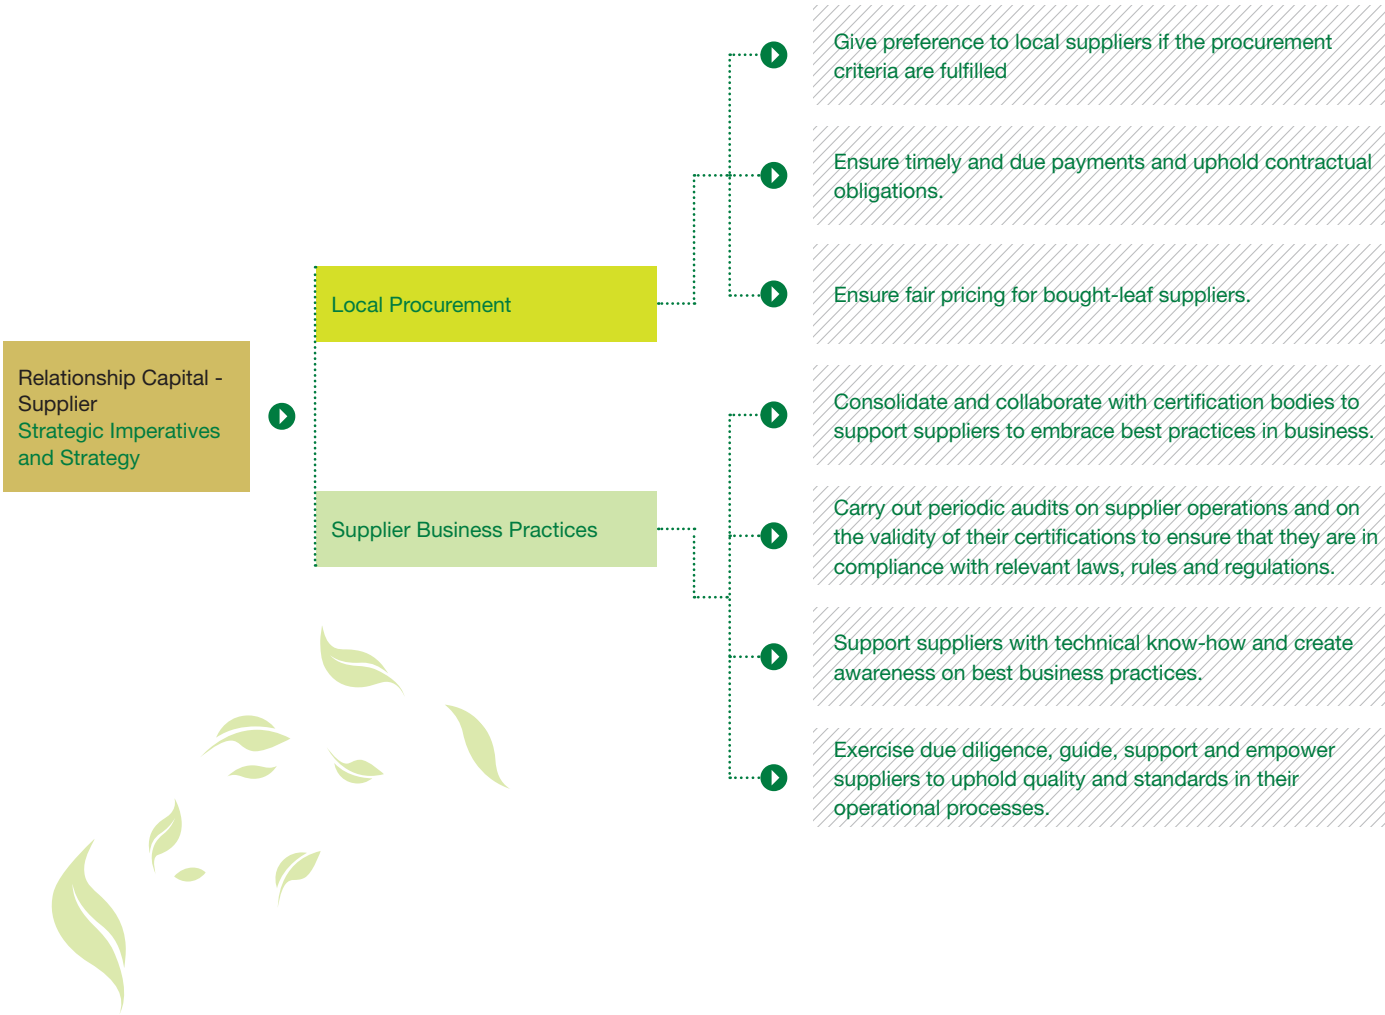 Relationship Capital -
Supplier
Strategic Imperatives
and Strategy
Local Procurement
Give preference to local suppliers if the procurement
criteria are fulfilled
Ensure timely and due payments and uphold contractual
obligations.
Ensure fair pricing for bought-leaf suppliers.
Supplier Business Practices
Consolidate and collaborate with certification bodies to
support suppliers to embrace best practices in business.
Carry out periodic audits on supplier operations and on
the validity of their certifications to ensure that they are in
compliance with relevant laws, rules and regulations.
Support suppliers with technical know-how and create
awareness on best business practices.
Exercise due diligence, guide, support and empower
suppliers to uphold quality and standards in their
operational processes.